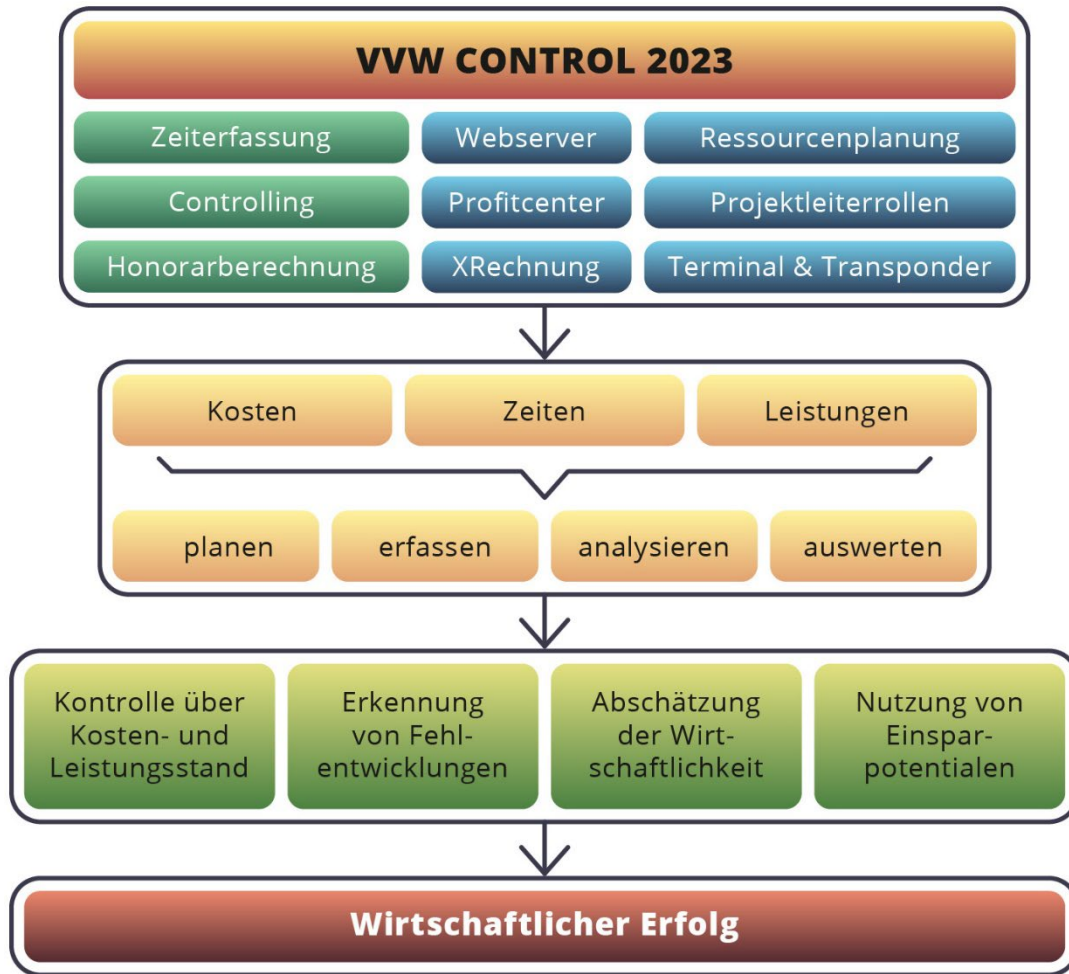 VVW CONTROL 2023
Zeiterfassung
Webserver
Ressourcenplanung
Controlling
Profitcenter
Projektleiterrollen
Honorarberechnung
XRechnung
Terminal & Transponder
Kosten
Zeiten
Leistungen
planen
erfassen
analysieren
auswerten
Kontrolle über
Kosten- und
Leistungsstand
Erkennung
von Fehl-
entwicklungen
Abschätzung
der Wirt-
schaftlichkeit
Nutzung von
Einspar-
potentialen
Wirtschaftlicher Erfolg